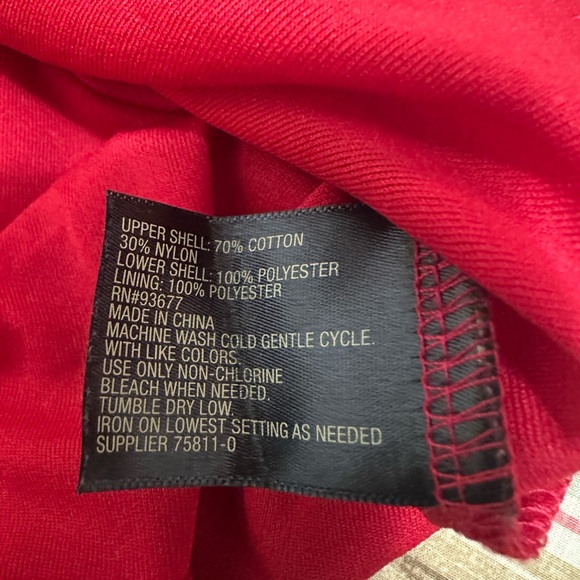 UPPER SHELL: 70% COTTON
30% NYLON
LOWER SHELL: 100% POLYESTER
LINING: 100% POLYESTER
RN#93677
MADE IN CHINA
MACHINE WASH COLD GENTLE CYCLE.
WITH LIKE COLORS.
USE ONLY NON-CHLORINE
BLEACH WHEN NEEDED.
TUMBLE DRY LOW.
IRON ON LOWEST SETTING AS NEEDED
SUPPLIER 75811-0